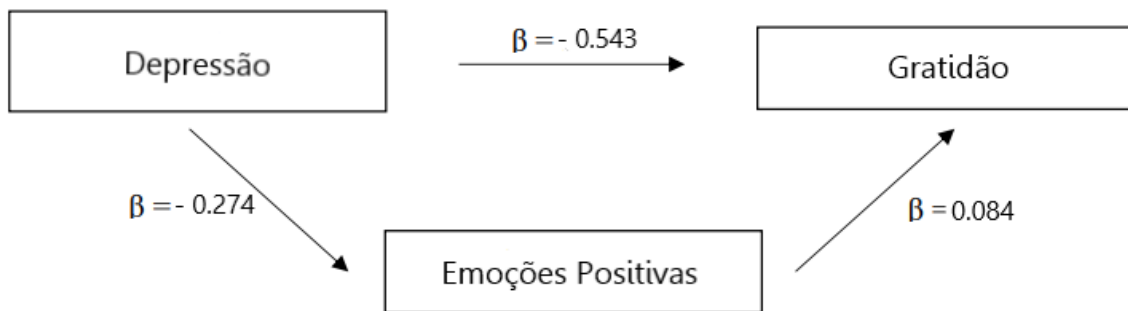 β = - 0.543
Depressão
Gratidão
β = - 0.274
β = 0.084
Emoções Positivas